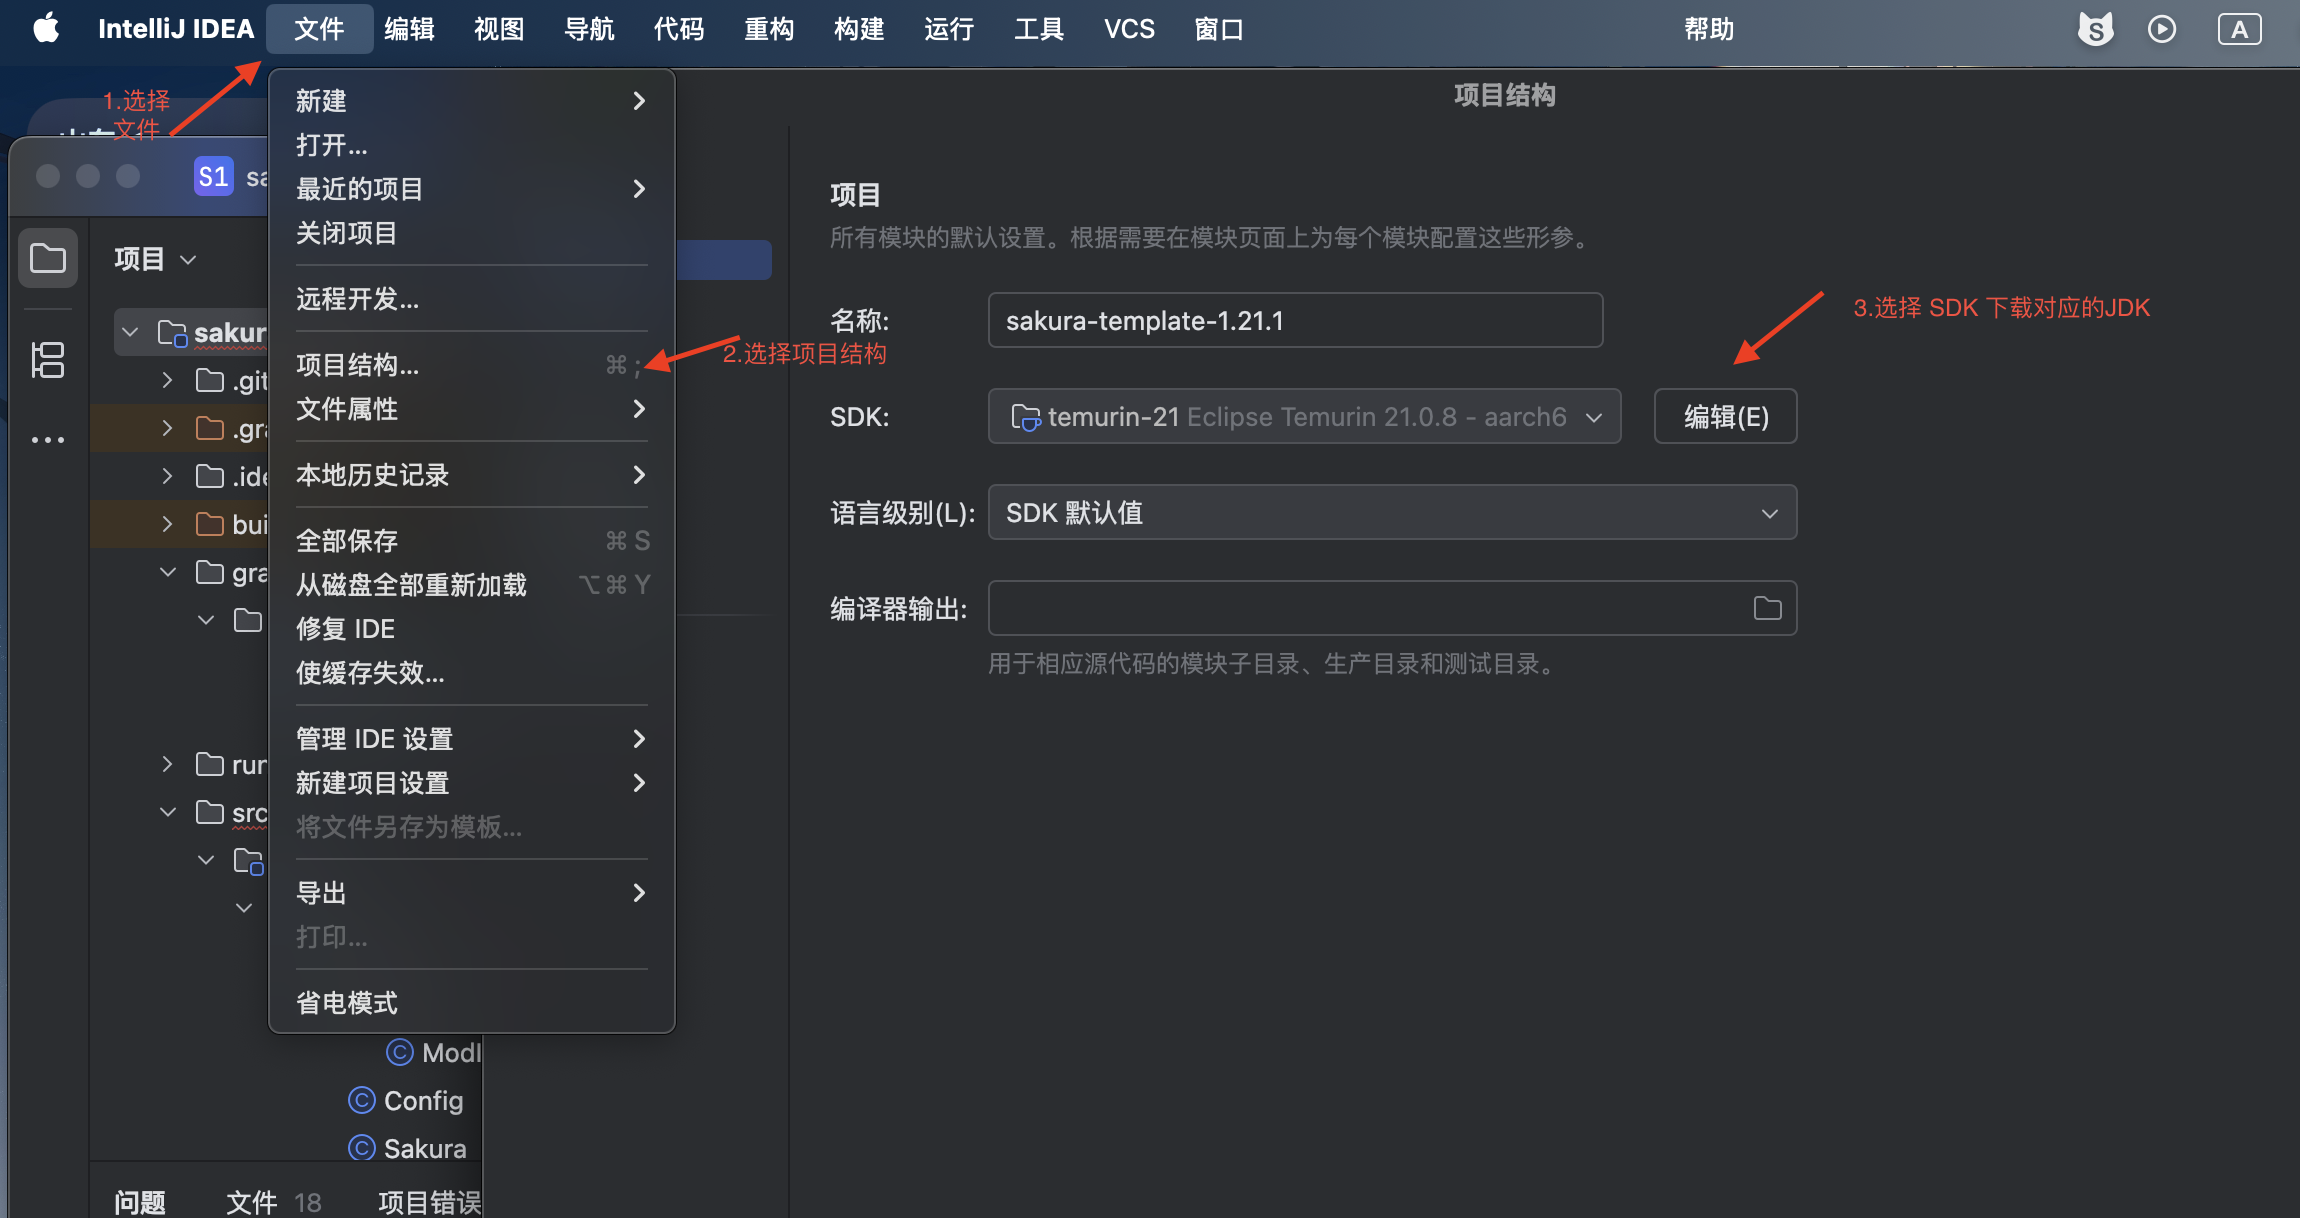 IntelliJ IDEA 文件 编辑 视图 导航 代码 重构 构建 运行 工具 VCS 窗口 帮助 S A
1.选择
文件
S1
项目
sakur
.git
.gra
.ide
bui
gra
run
src
Modl
Config
Sakura
问题 文件 18 项目错误
新建
打开...
最近的项目
关闭项目
远程开发...
项目结构... ⌘ ;
文件属性
本地历史记录
全部保存 ⌘ S
从磁盘全部重新加载 ⌥ ⌘ Y
修复 IDE
使缓存失效...
管理 IDE 设置
新建项目设置
将文件另存为模板...
导出
打印...
省电模式
2.选择项目结构
项目结构
项目
所有模块的默认设置。根据需要在模块页面上为每个模块配置这些形参。
名称: sakura-template-1.21.1
3.选择 SDK 下载对应的JDK
SDK: temurin-21 Eclipse Temurin 21.0.8 - aarch6 编辑(E)
语言级别(L): SDK 默认值
编译器输出:
用于相应源代码的模块子目录、生产目录和测试目录。